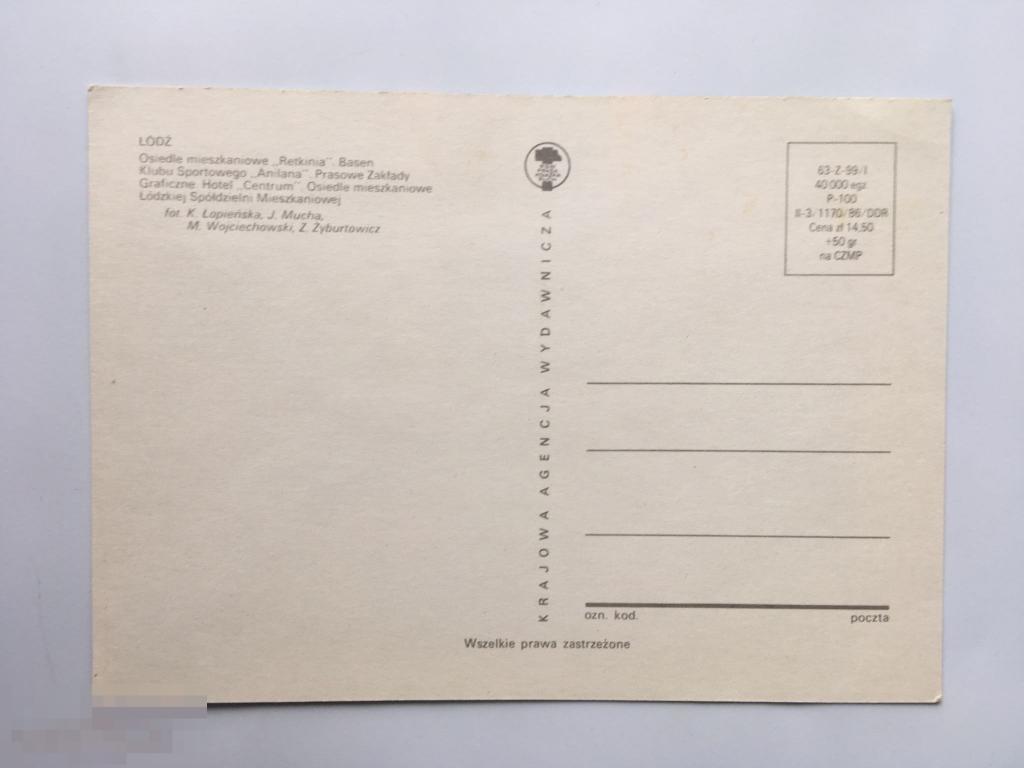 ŁÓDŹ
Osiedle mieszkaniowe „Retkinia”. Basen
Klubu Sportowego „Anilana”. Prasowe Zakłady
Graficzne. Hotel „Centrum”. Osiedle mieszkaniowe
Łódzkiej Spółdzielni Mieszkaniowej
fot. K. Łopieńska, J. Mucha,
M. Wojciechowski, Z. Żyburtowicz
KRAJOWA AGENCJA WYDAWNICZA
63-Z-99/I
40 000 egz.
P-100
II-3/1170/86/DDR
Cena zł 14,50
+50 gr
na CZMP
ozn. kod.
poczta
Wszelkie prawa zastrzeżone